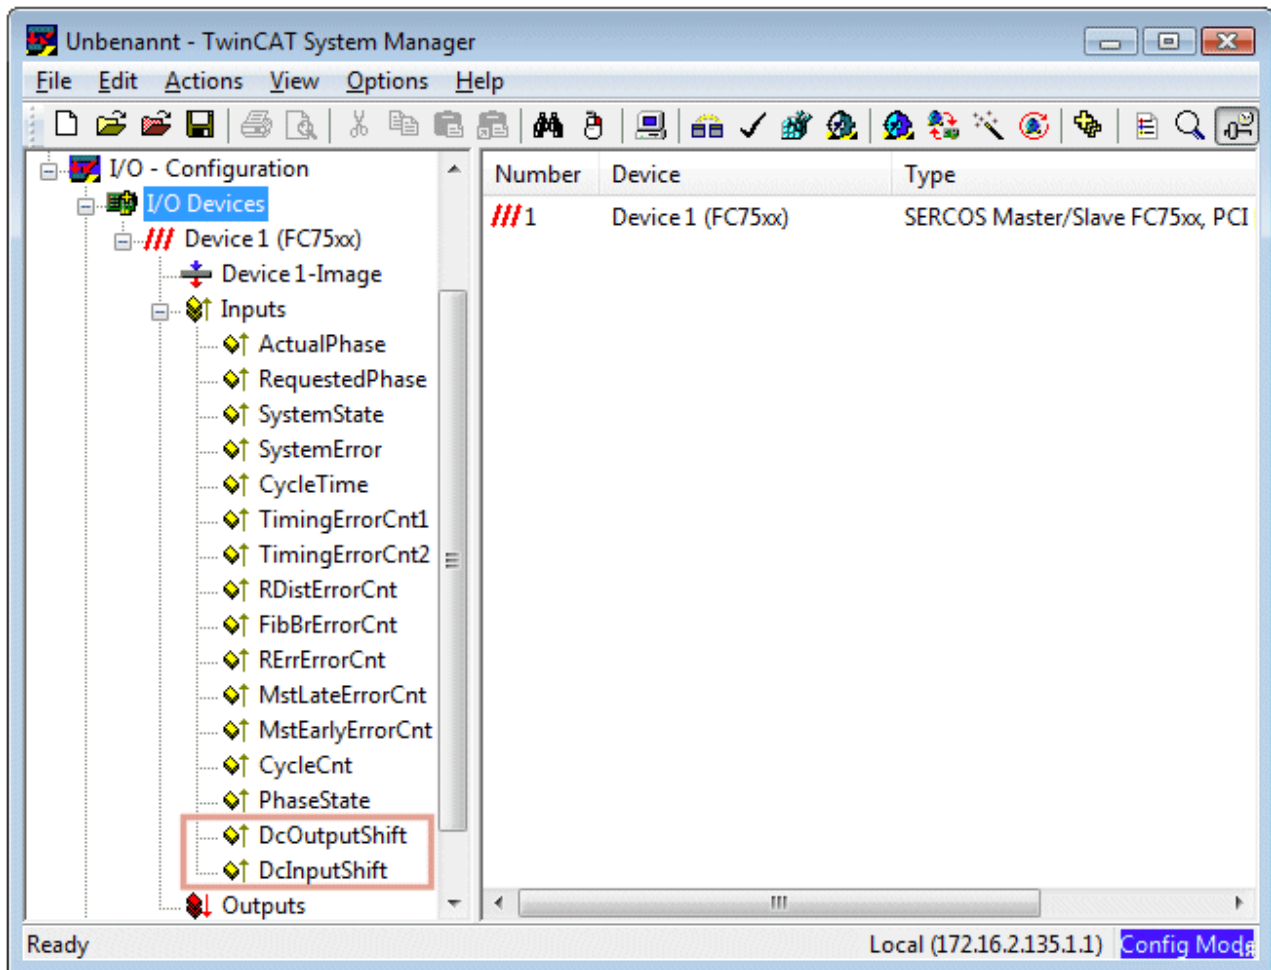 Unbenannt - TwinCAT System Manager
File Edit Actions View Options Help
I/O - Configuration
I/O Devices
Device 1 (FC75xx)
Device 1-Image
Inputs
ActualPhase
RequestedPhase
SystemState
SystemError
CycleTime
TimingErrorCnt1
TimingErrorCnt2
RDistErrorCnt
FibBrErrorCnt
RErrErrorCnt
MstLateErrorCnt
MstEarlyErrorCnt
CycleCnt
PhaseState
DcOutputShift
DcInputShift
Outputs
Number Device Type
1 Device 1 (FC75xx) SERCOS Master/Slave FC75xx, PCI
Ready Local (172.16.2.135.1.1) Config Mode